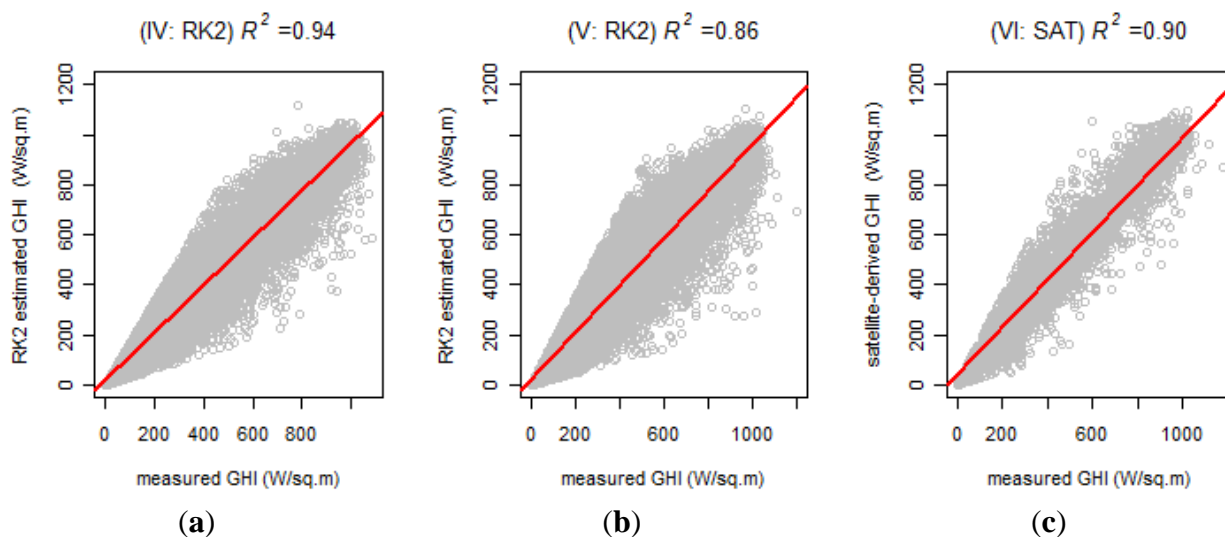 (IV: RK2) R² =0.94
RK2 estimated GHI (W/sq.m)
1200
800
600
400
200
0
0 200 400 600 800
measured GHI (W/sq.m)
(a)
(V: RK2) R² =0.86
RK2 estimated GHI (W/sq.m)
1200
800
600
400
200
0
0 200 600 1000
measured GHI (W/sq.m)
(b)
(VI: SAT) R² =0.90
satellite-derived GHI (W/sq.m)
1200
800
600
400
200
0
0 200 600 1000
measured GHI (W/sq.m)
(c)